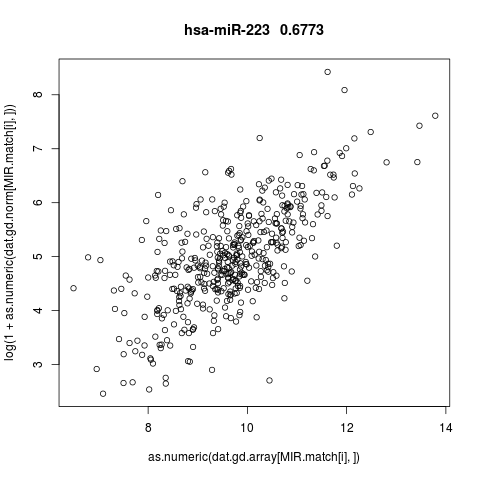 hsa-miR-223 0.6773
log(1 + as.numeric(dat.gd.norm[MIR.match[i], ]))
8
7
6
5
4
3
8 10 12 14
as.numeric(dat.gd.array[MIR.match[i], ])